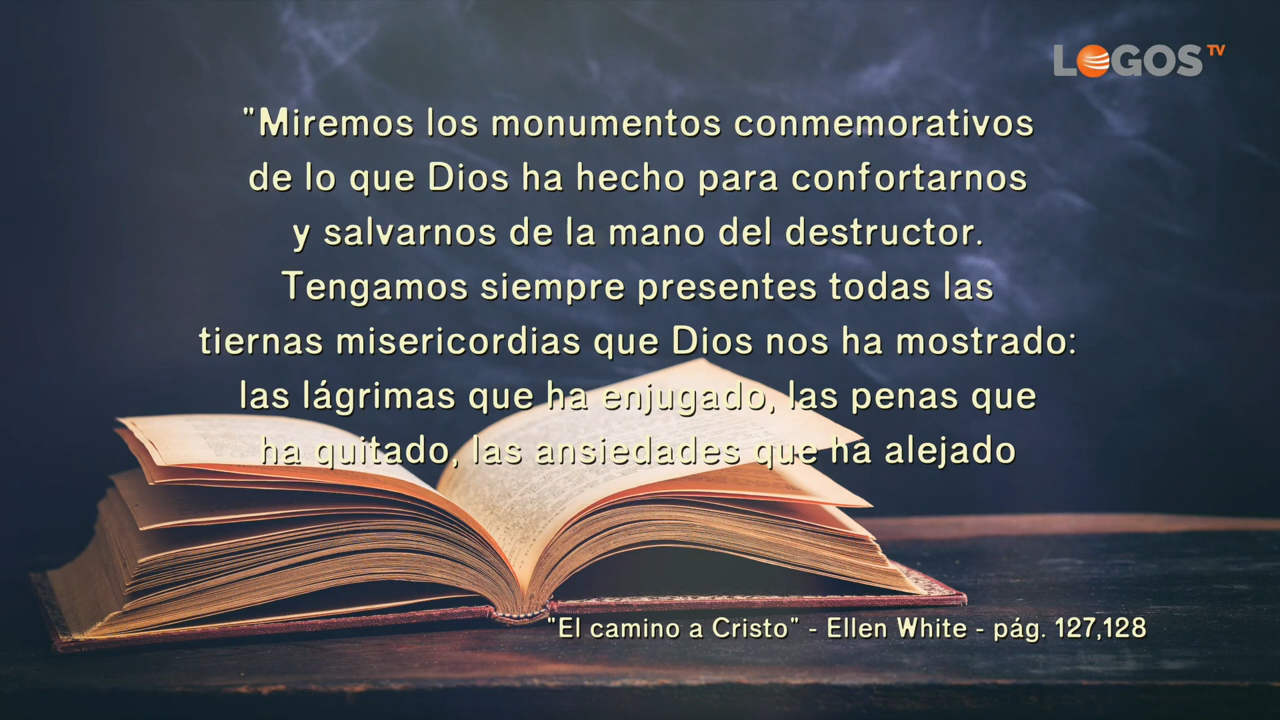 LOGOS TV
"Miremos los monumentos conmemorativos
de lo que Dios ha hecho para confortarnos
y salvarnos de la mano del destructor.
Tengamos siempre presentes todas las
tiernas misericordias que Dios nos ha mostrado:
las lágrimas que ha enjugado, las penas que
ha quitado, las ansiedades que ha alejado
"El camino a Cristo" - Ellen White - pág. 127,128